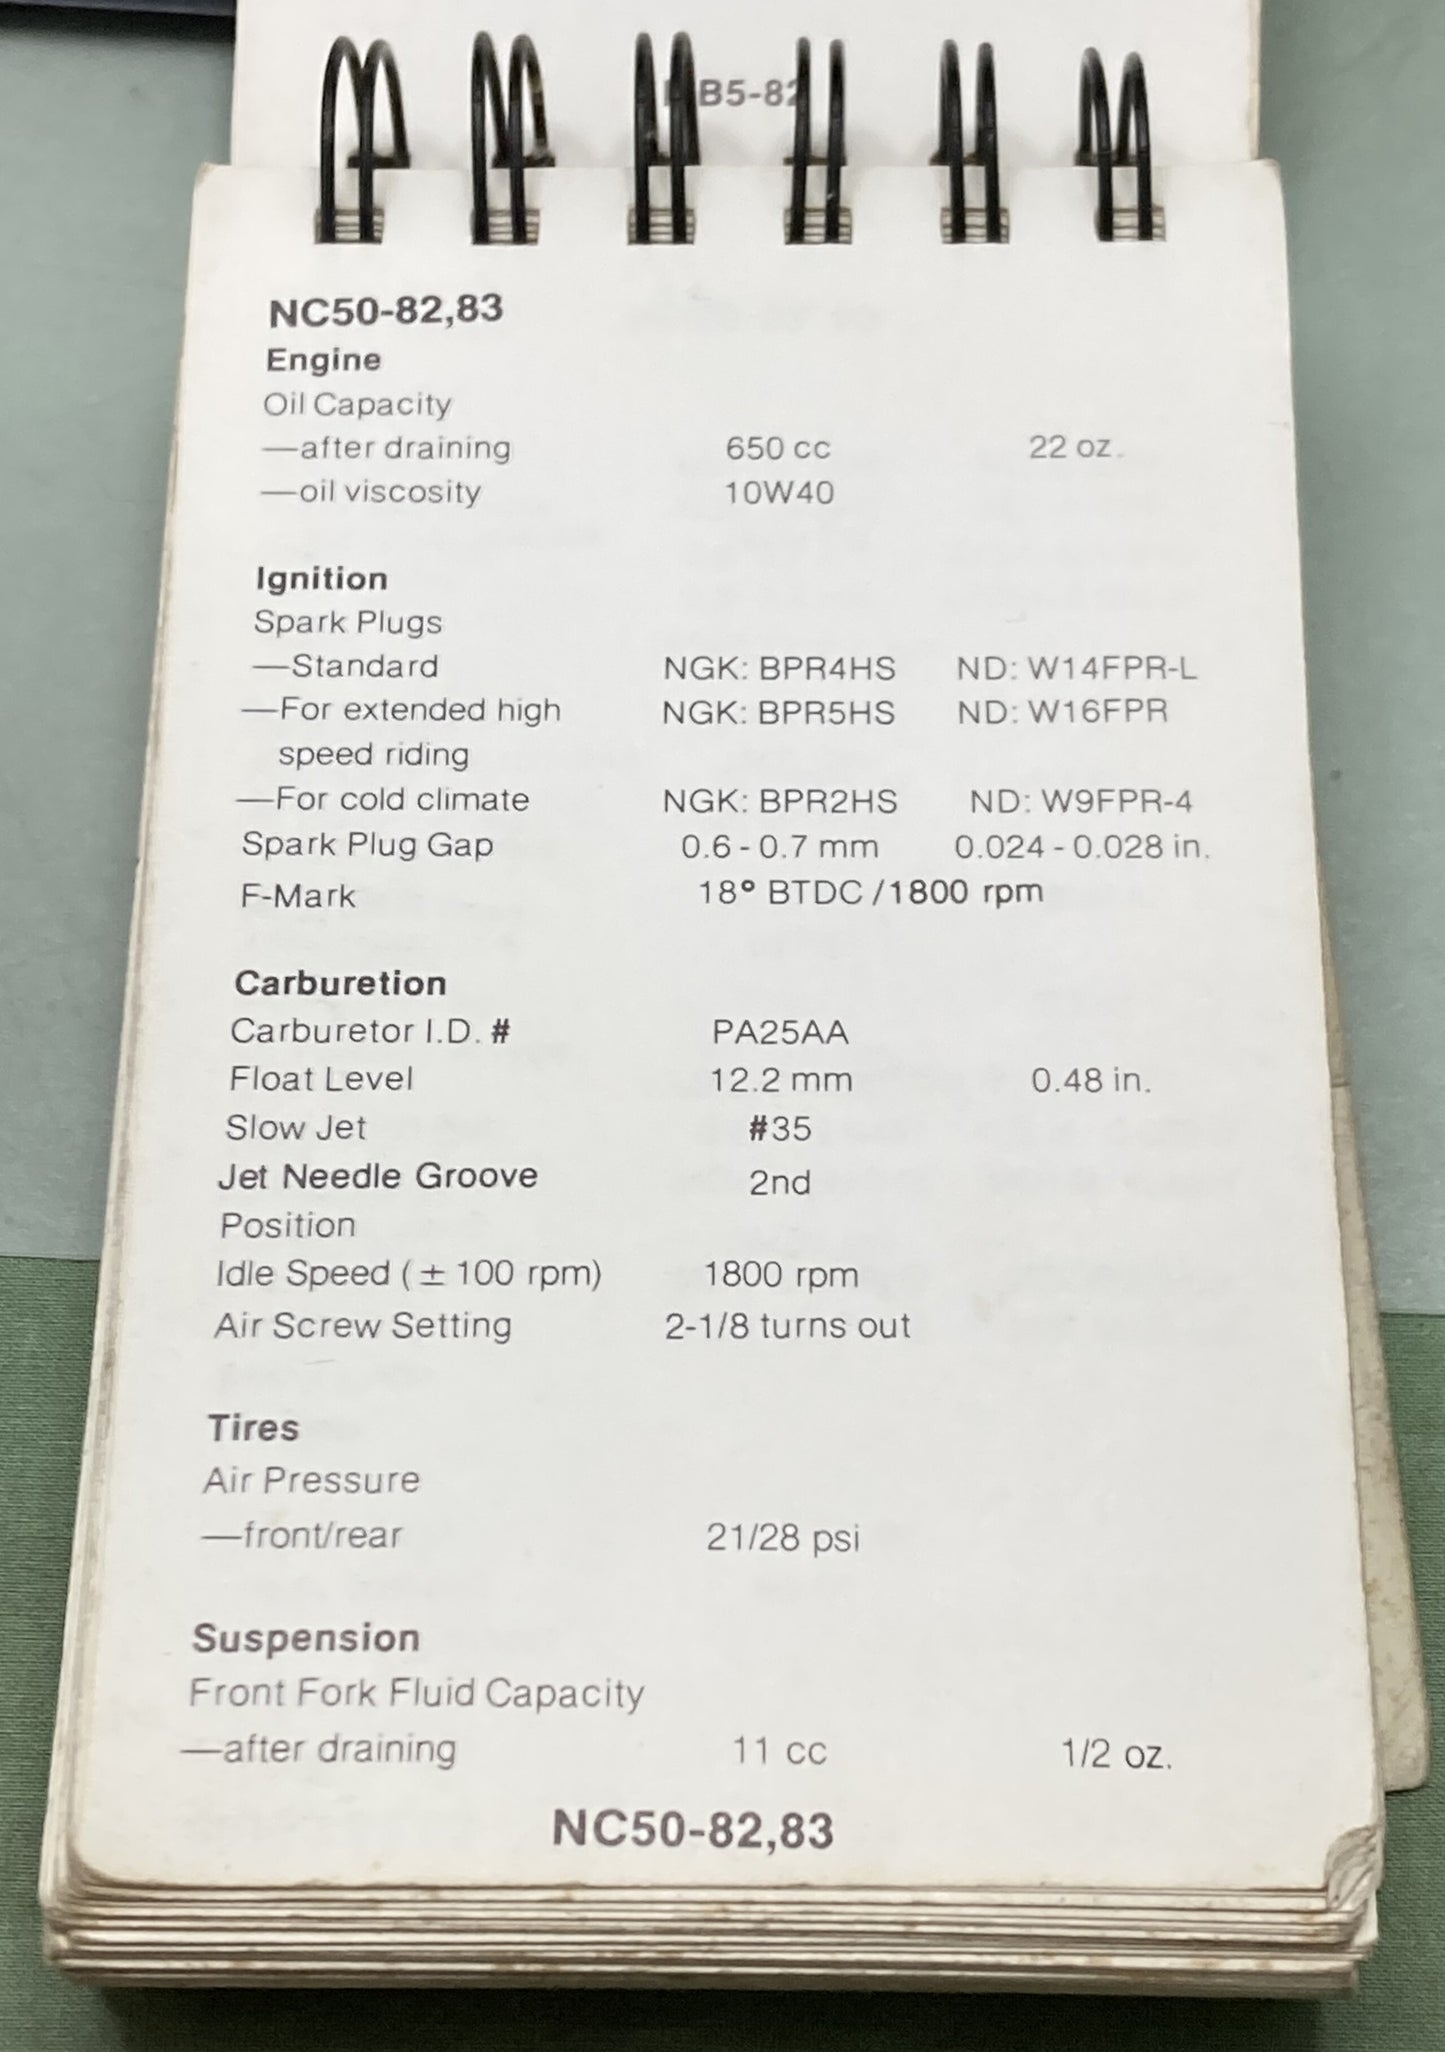 B5-82
NC50-82,83
Engine
Oil Capacity
—after draining 650 cc 22 oz.
—oil viscosity 10W40
Ignition
Spark Plugs
—Standard NGK: BPR4HS ND: W14FPR-L
—For extended high NGK: BPR5HS ND: W16FPR
speed riding
—For cold climate NGK: BPR2HS ND: W9FPR-4
Spark Plug Gap 0.6 - 0.7 mm 0.024 - 0.028 in.
F-Mark 18° BTDC /1800 rpm
Carburetion
Carburetor I.D. # PA25AA
Float Level 12.2 mm 0.48 in.
Slow Jet #35
Jet Needle Groove 2nd
Position
Idle Speed (± 100 rpm) 1800 rpm
Air Screw Setting 2-1/8 turns out
Tires
Air Pressure
—front/rear 21/28 psi
Suspension
Front Fork Fluid Capacity
—after draining 11 cc 1/2 oz.
NC50-82,83